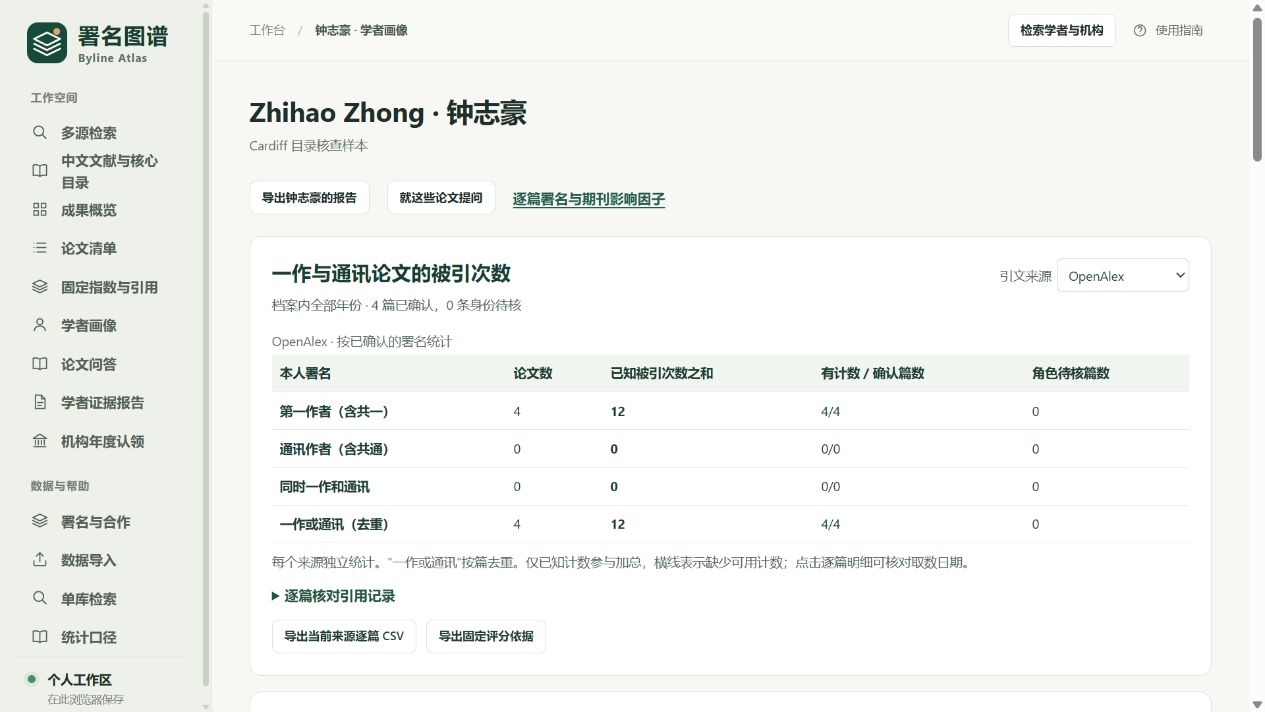 署名图谱
Byline Atlas
工作空间
多源检索
中文文献与核心
目录
成果概览
论文清单
固定指数与引用
学者画像
论文问答
学者证据报告
机构年度认领
数据与帮助
署名与合作
数据导入
单库检索
统计口径
个人工作区
在此浏览器保存
工作台 / 钟志豪 · 学者画像
检索学者与机构
使用指南
Zhihao Zhong · 钟志豪
Cardiff 目录核查样本
导出钟志豪的报告 就这些论文提问 逐篇署名与期刊影响因子
一作与通讯论文的被引次数
引文来源 OpenAlex
档案内全部年份 · 4 篇已确认，0 条身份待核
OpenAlex · 按已确认的署名统计
本人署名 论文数 已知被引次数之和 有计数 / 确认篇数 角色待核篇数
第一作者（含共一） 4 12 4/4 0
通讯作者（含共通） 0 0 0/0 0
同时一作和通讯 0 0 0/0 0
一作或通讯（去重） 4 12 4/4 0
每个来源独立统计。“一作或通讯”按篇去重。仅已知计数参与加总，横线表示缺少可用计数；点击逐篇明细可核对取数日期。
逐篇核对引用记录
导出当前来源逐篇 CSV 导出固定评分依据